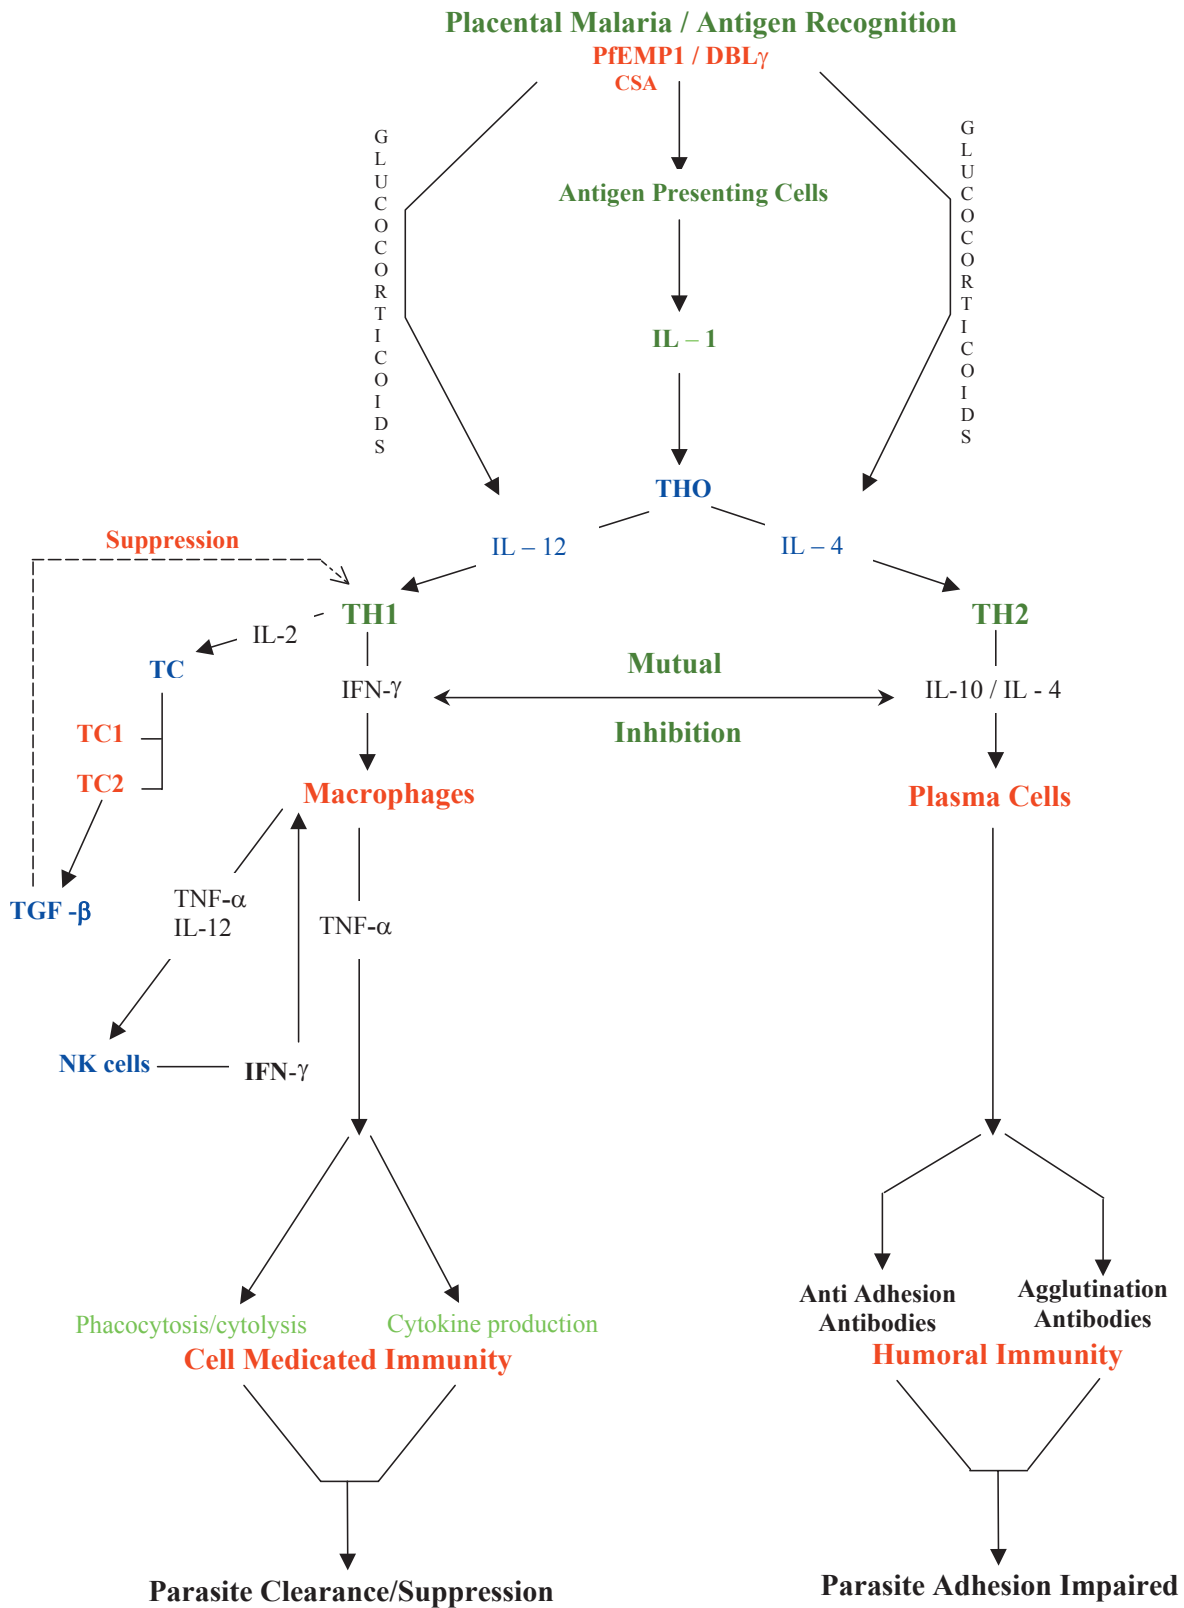 Placental Malaria / Antigen Recognition
PfEMP1 / DBLγ
CSA
GLUCOCORTICOIDS
GLUCOCORTICOIDS
Antigen Presenting Cells
IL – 1
THO
IL – 12
IL – 4
Suppression
TH1
TH2
IL-2
TC
Mutual
IFN-γ
IL-10 / IL - 4
Inhibition
TC1
TC2
Macrophages
Plasma Cells
TGF -β
TNF-α
IL-12
TNF-α
NK cells
IFN-γ
Anti Adhesion
Antibodies
Agglutination
Antibodies
Phacocytosis/cytolysis
Cytokine production
Cell Medicated Immunity
Humoral Immunity
Parasite Clearance/Suppression
Parasite Adhesion Impaired